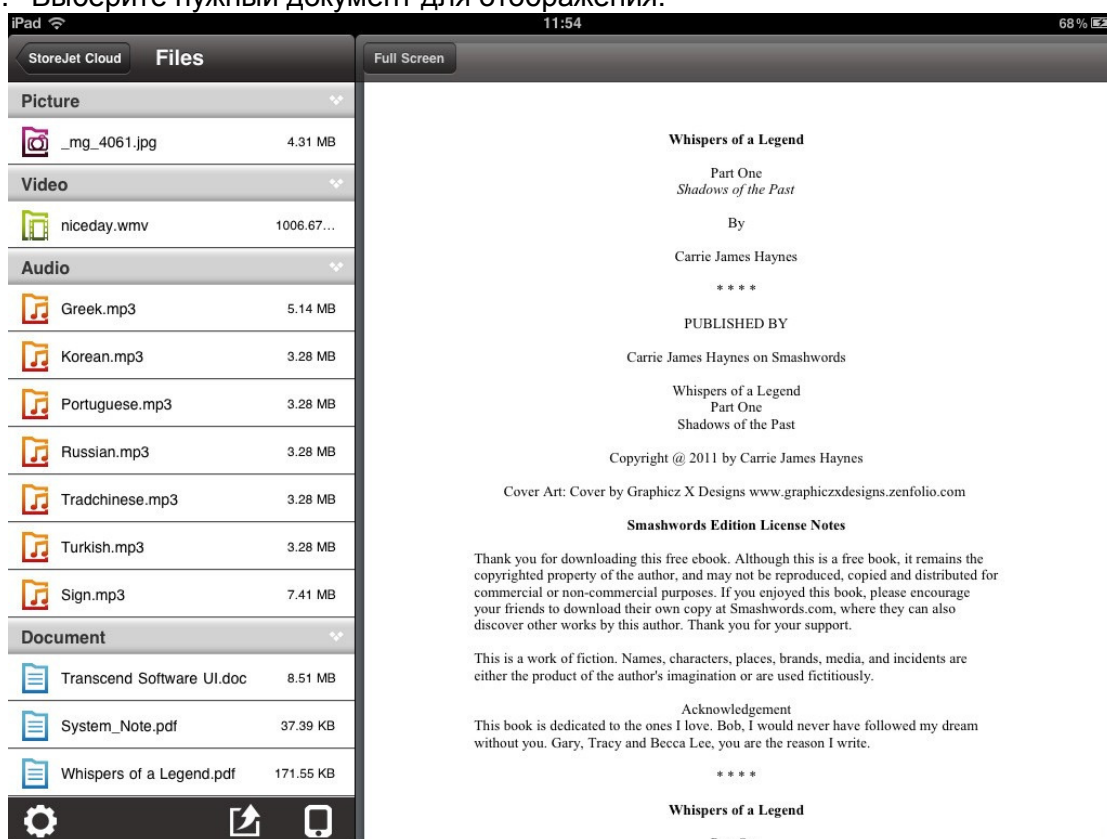 . Выберите нужный документ для отображения.
iPad 11:54 68%
StoreJet Cloud Files
Picture
_mg_4061.jpg 4.31 MB
Video
niceday.wmv 1006.67...
Audio
Greek.mp3 5.14 MB
Korean.mp3 3.28 MB
Portuguese.mp3 3.28 MB
Russian.mp3 3.28 MB
Tradchinese.mp3 3.28 MB
Turkish.mp3 3.28 MB
Sign.mp3 7.41 MB
Document
Transcend Software UI.doc 8.51 MB
System_Note.pdf 37.39 KB
Whispers of a Legend.pdf 171.55 KB
Full Screen
Whispers of a Legend
Part One
Shadows of the Past
By
Carrie James Haynes
* * * *
PUBLISHED BY
Carrie James Haynes on Smashwords
Whispers of a Legend
Part One
Shadows of the Past
Copyright @ 2011 by Carrie James Haynes
Cover Art: Cover by Graphicz X Designs www.graphiczxdesigns.zenfolio.com
Smashwords Edition License Notes
Thank you for downloading this free ebook. Although this is a free book, it remains the
copyrighted property of the author, and may not be reproduced, copied and distributed for
commercial or non-commercial purposes. If you enjoyed this book, please encourage
your friends to download their own copy at Smashwords.com, where they can also
discover other works by this author. Thank you for your support.
This is a work of fiction. Names, characters, places, brands, media, and incidents are
either the product of the author's imagination or are used fictitiously.
Acknowledgement
This book is dedicated to the ones I love. Bob, I would never have followed my dream
without you. Gary, Tracy and Becca Lee, you are the reason I write.
* * * *
Whispers of a Legend